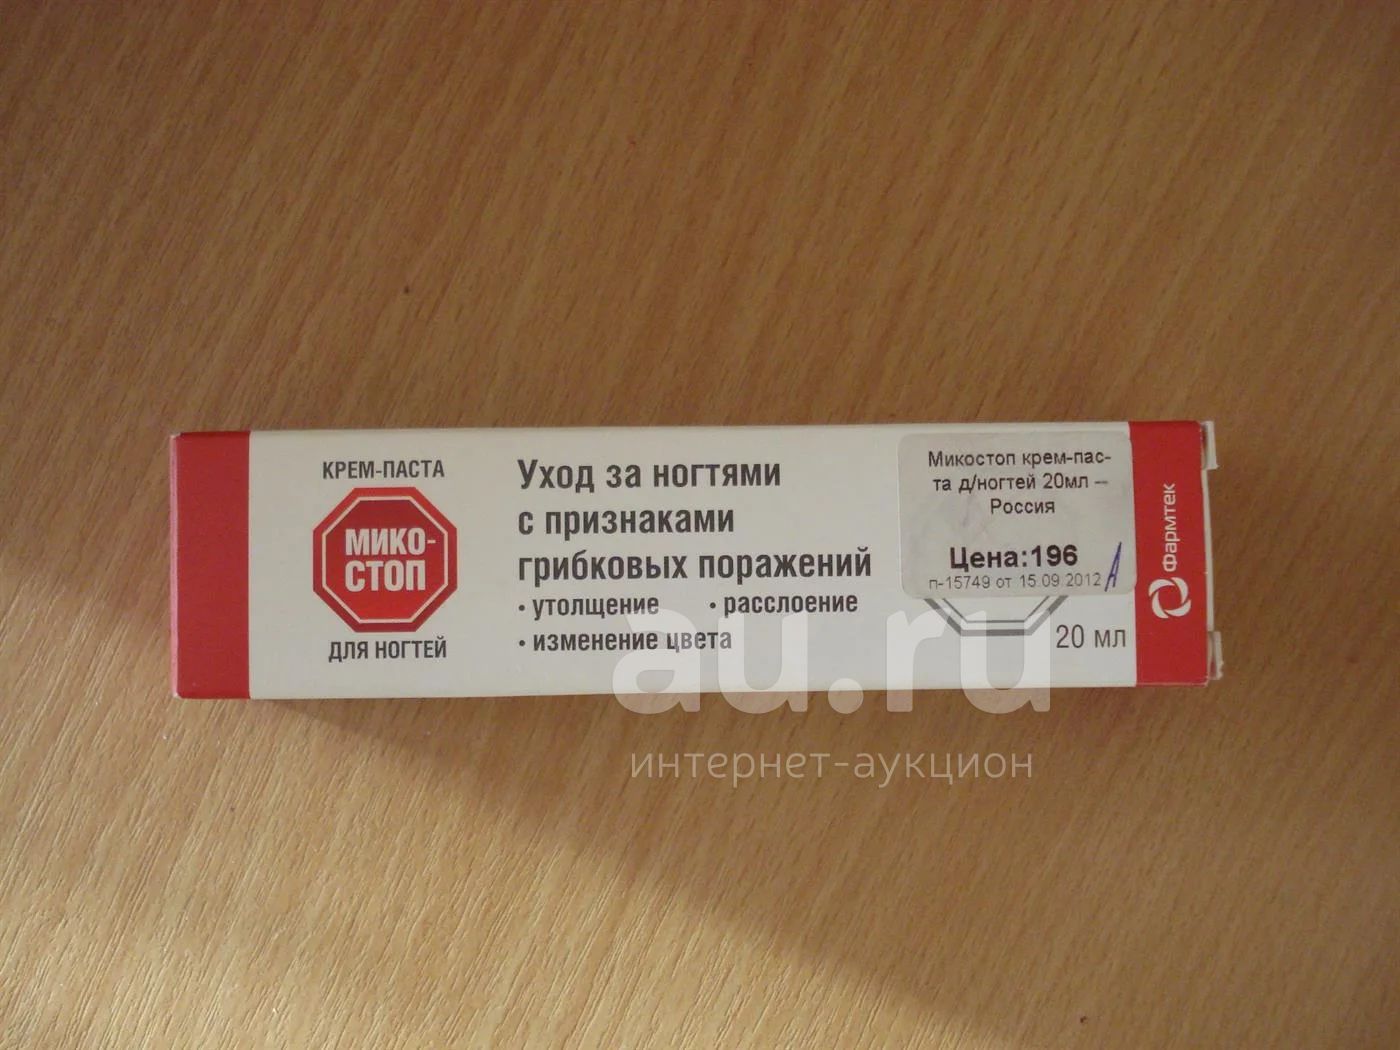 КРЕМ-ПАСТА
МИКО-
СТОП
ДЛЯ НОГТЕЙ
Уход за ногтями
с признаками
грибковых поражений
• утолщение • расслоение
• изменение цвета
Микостоп крем-пас-
та д/ногтей 20мл --
Россия
Цена:196
п-15749 от 15.09.2012
20 мл
Фармтек
au.ru
интернет-аукцион